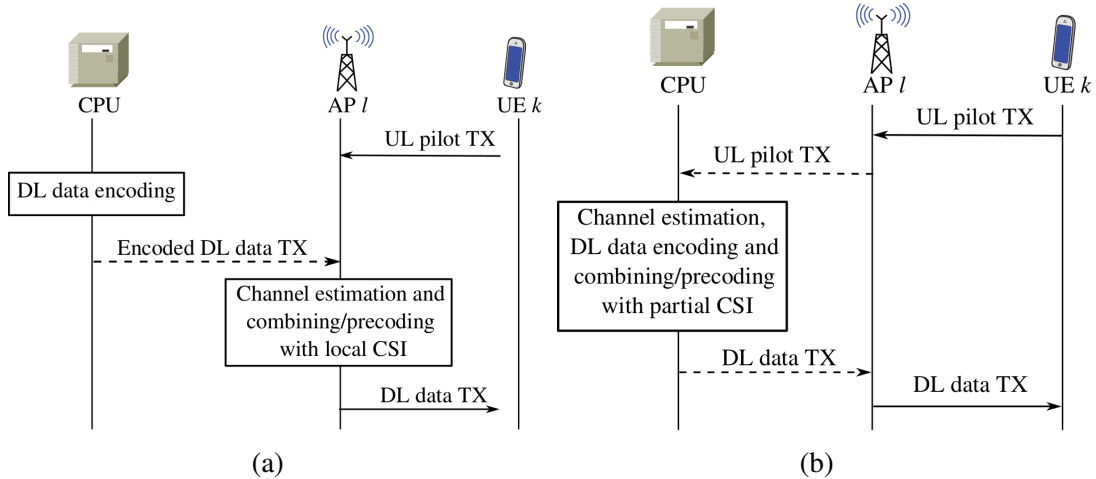 CPU
AP l
UE k
UL pilot TX
DL data encoding
Encoded DL data TX
Channel estimation and
combining/precoding
with local CSI
DL data TX
(a)
CPU
AP l
UE k
UL pilot TX
UL pilot TX
Channel estimation,
DL data encoding and
combining/precoding
with partial CSI
DL data TX
DL data TX
(b)